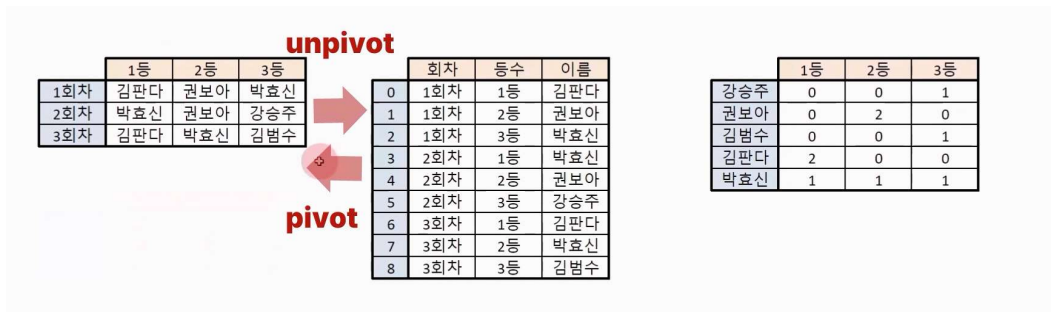 unpivot
1등 2등 3등
1회차 김판다 권보아 박효신
2회차 박효신 권보아 강승주
3회차 김판다 박효신 김범수
pivot
회차 등수 이름
0 1회차 1등 김판다
1 1회차 2등 권보아
2 1회차 3등 박효신
3 2회차 1등 박효신
4 2회차 2등 권보아
5 2회차 3등 강승주
6 3회차 1등 김판다
7 3회차 2등 박효신
8 3회차 3등 김범수
1등 2등 3등
강승주 0 0 1
권보아 0 2 0
김범수 0 0 1
김판다 2 0 0
박효신 1 1 1